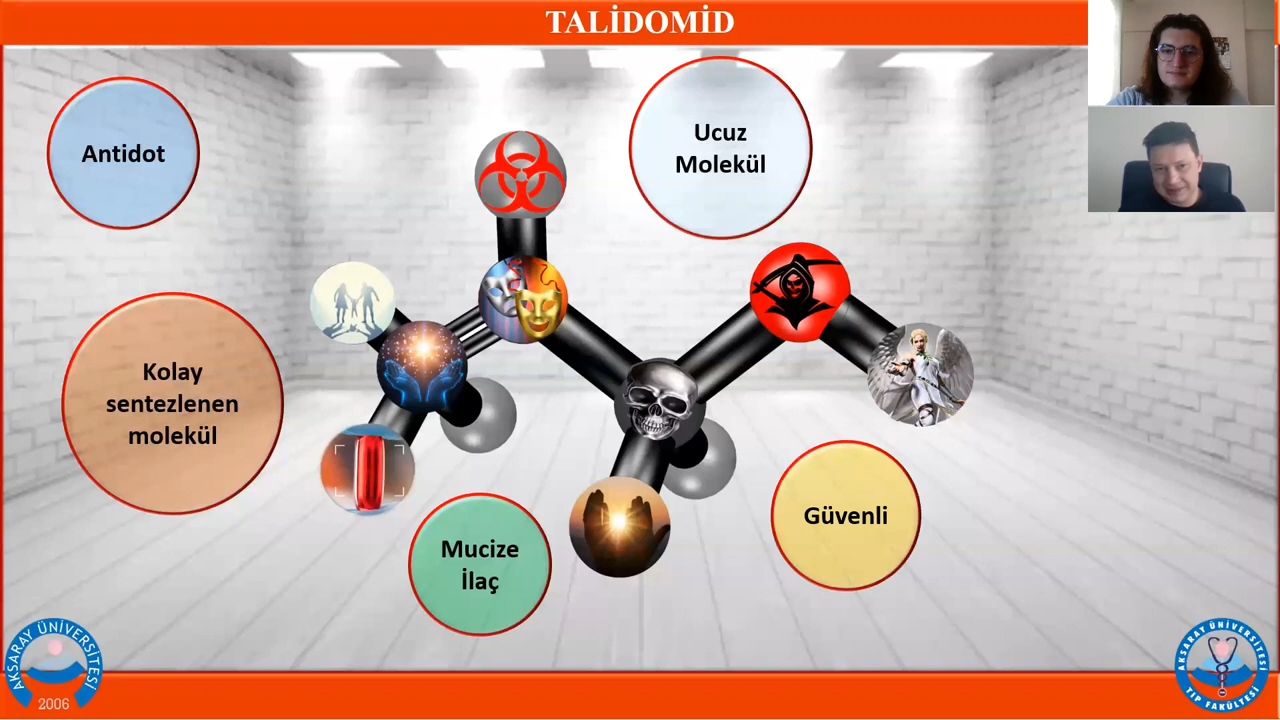 TALİDOMİD
Antidot
Ucuz
Molekül
Kolay
sentezlenen
molekül
Mucize
İlaç
Güvenli
AKSARAY ÜNİVERSİTESİ
2006
AKSARAY ÜNİVERSİTESİ
TIP FAKÜLTESİ